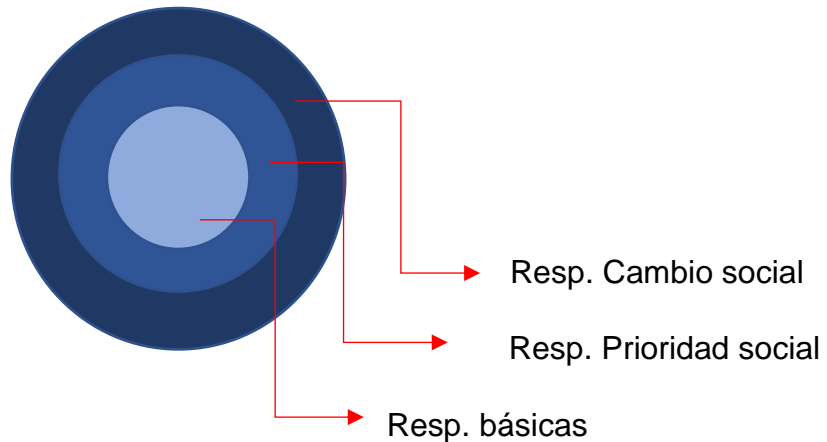 Resp. Cambio social
Resp. Prioridad social
Resp. básicas